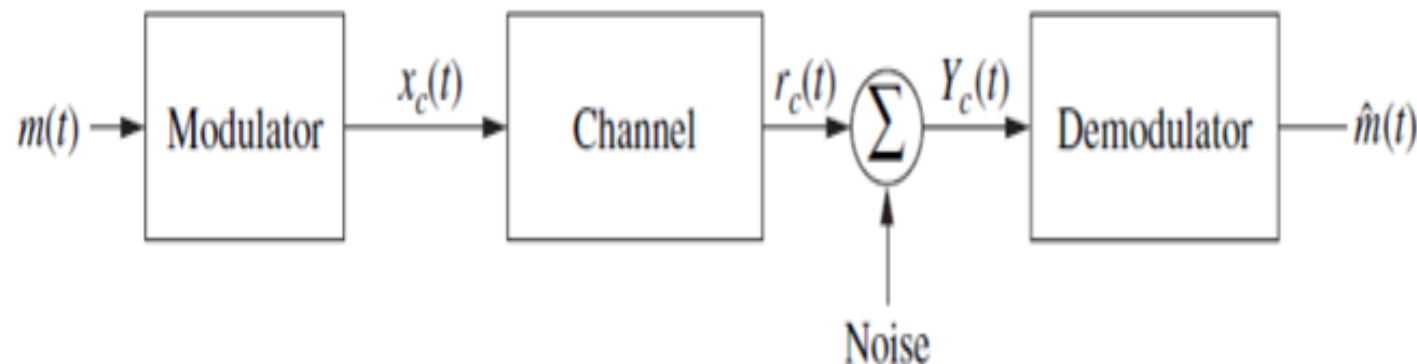 m(t)
Modulator
x_c(t)
Channel
r_c(t)
Σ
Y_c(t)
Demodulator
m̂(t)
Noise